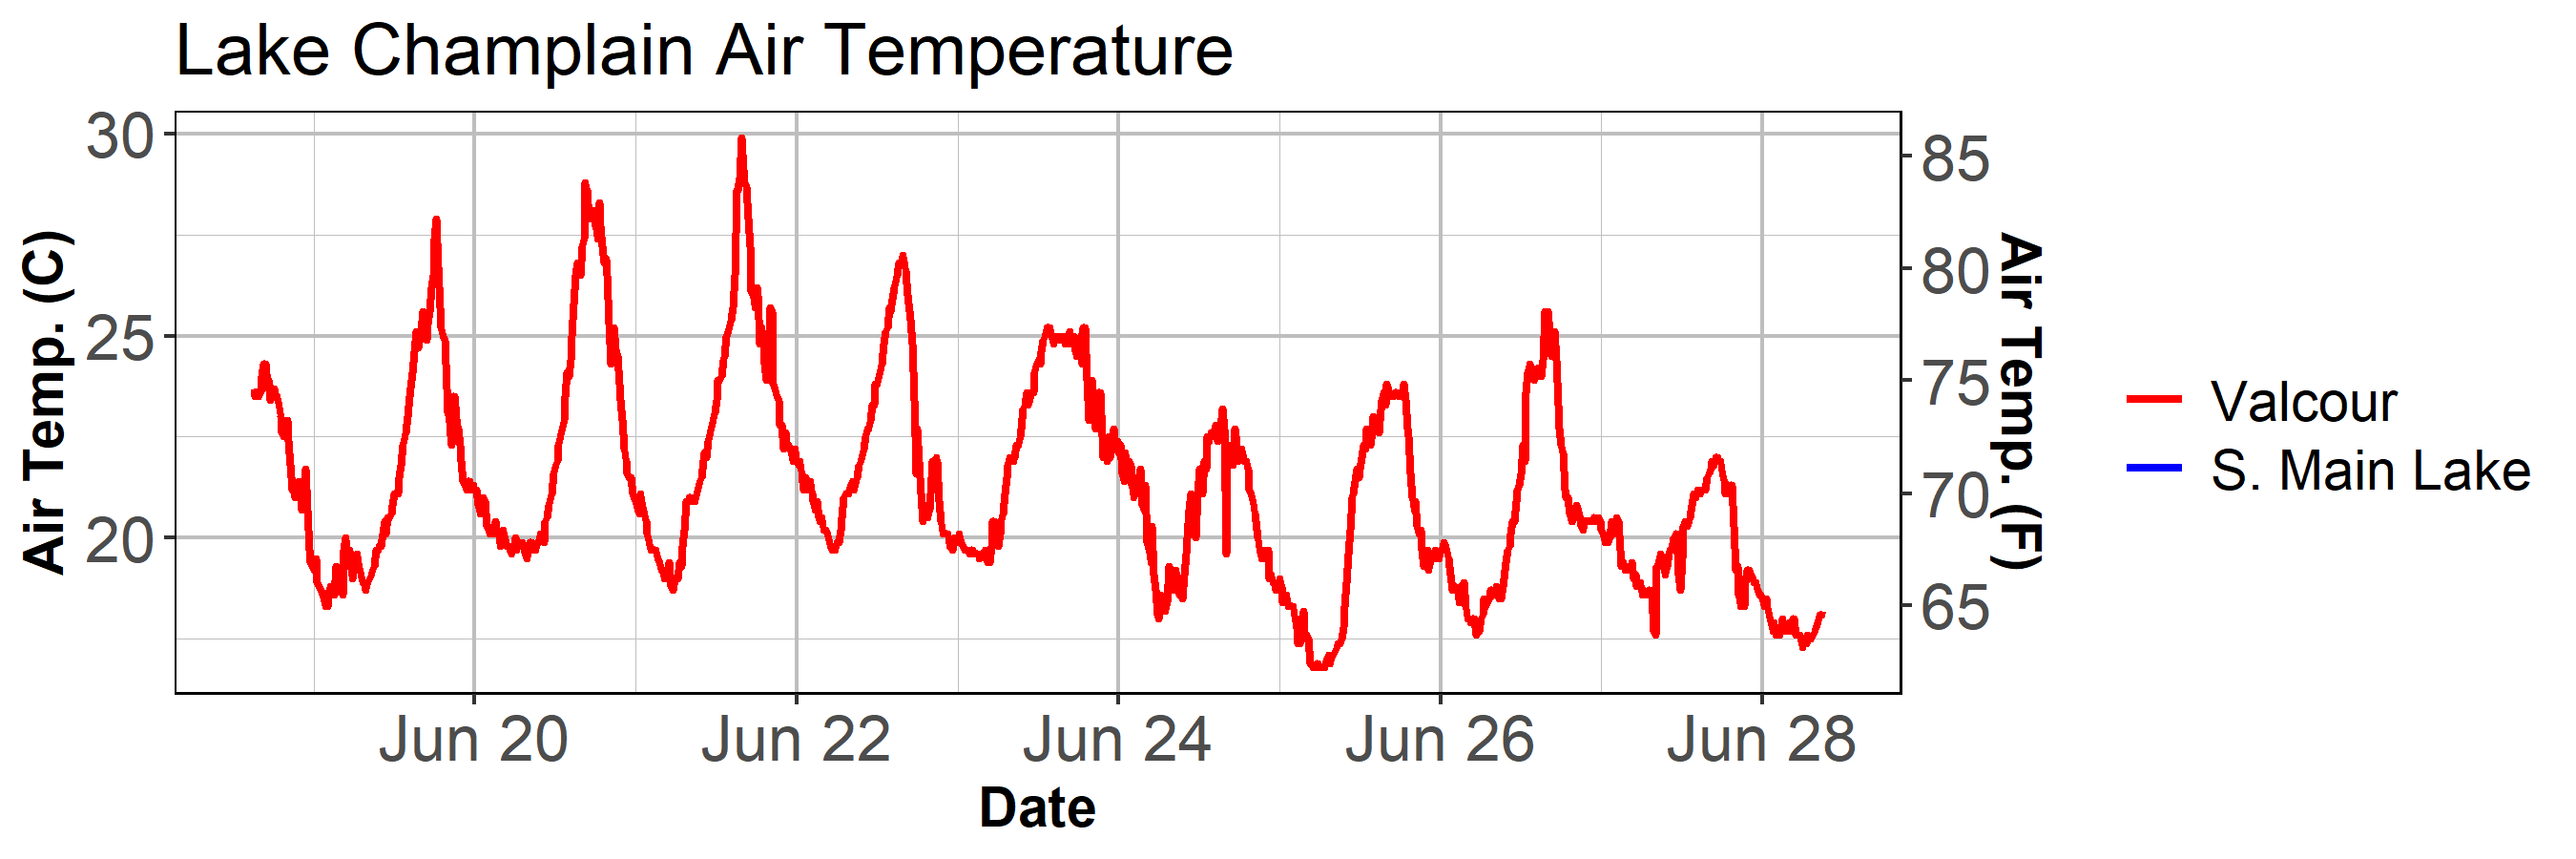 Lake Champlain Air Temperature
30
25
20
Air Temp. (C)
85
80
75
70
65
Air Temp. (F)
Jun 20 Jun 22 Jun 24 Jun 26 Jun 28
Date
Valcour
S. Main Lake